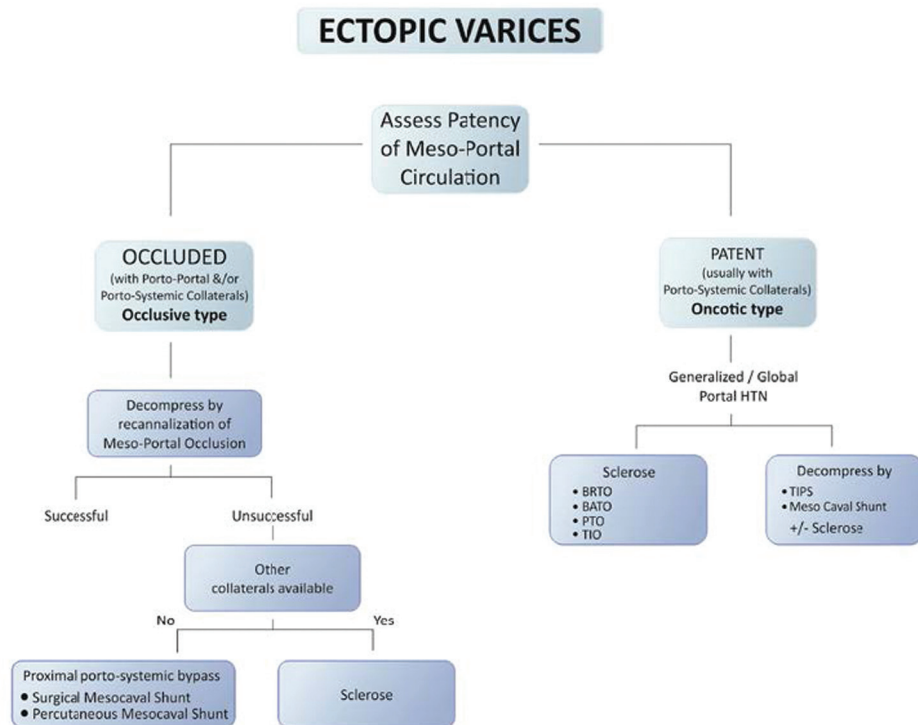 ECTOPIC VARICES
Assess Patency
of Meso-Portal
Circulation
OCCLUDED
(with Porto-Portal &/or
Porto-Systemic Collaterals)
Occlusive type
PATENT
(usually with
Porto-Systemic Collaterals)
Oncotic type
Generalized / Global
Portal HTN
Decompress by
recannalization of
Meso-Portal Occlusion
Sclerose
• BRTO
• BATO
• PTO
• TIO
Decompress by
• TIPS
• Meso Caval Shunt
+/- Sclerose
Successful
Unsuccessful
Other
collaterals available
No
Yes
Proximal porto-systemic bypass
• Surgical Mesocaval Shunt
• Percutaneous Mesocaval Shunt
Sclerose